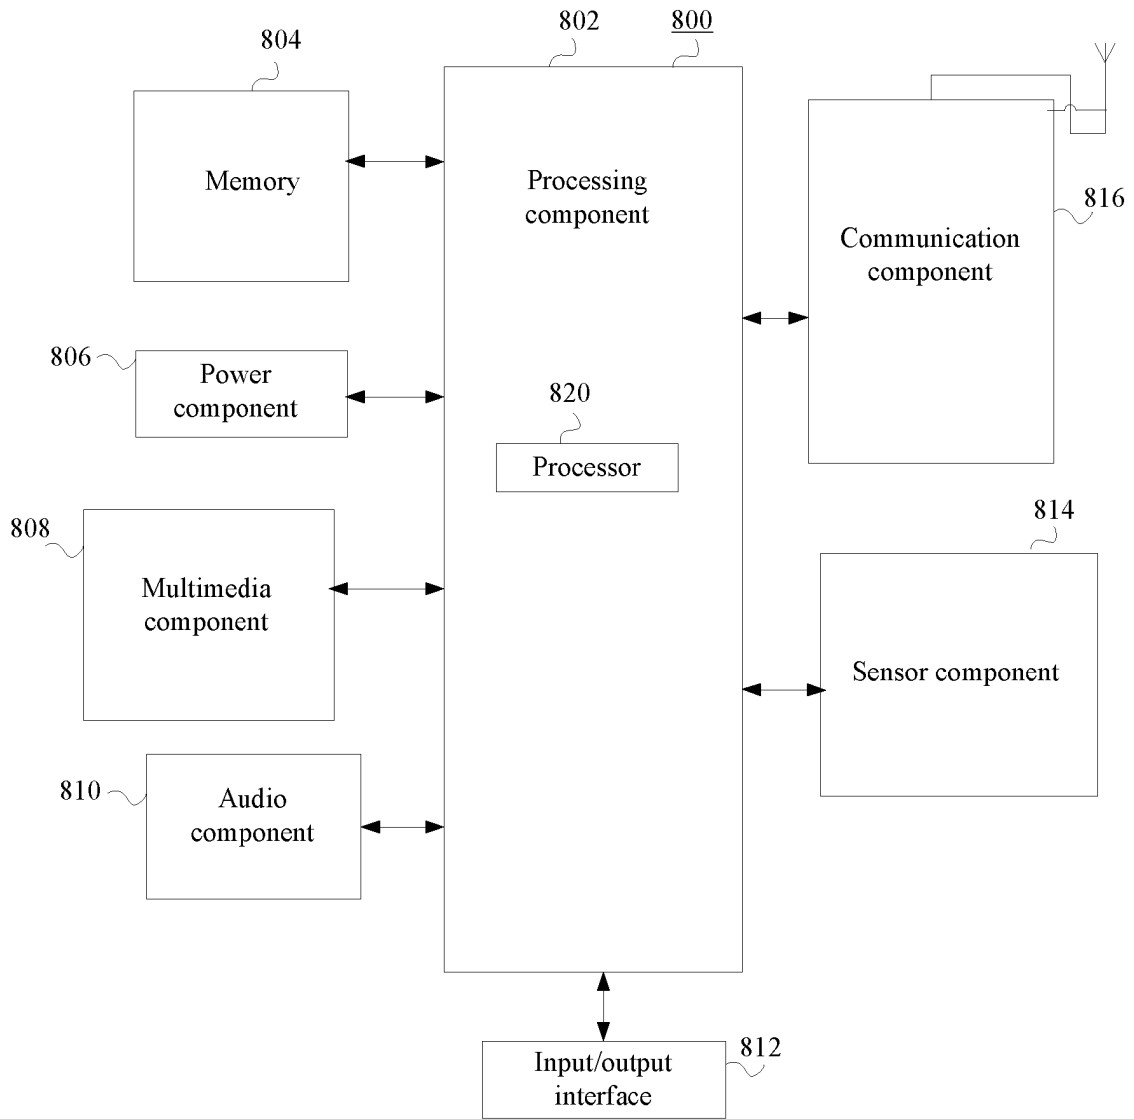 802
800
804
Memory
Processing
component
816
Communication
component
806
Power
component
820
Processor
808
Multimedia
component
814
Sensor component
810
Audio
component
812
Input/output
interface